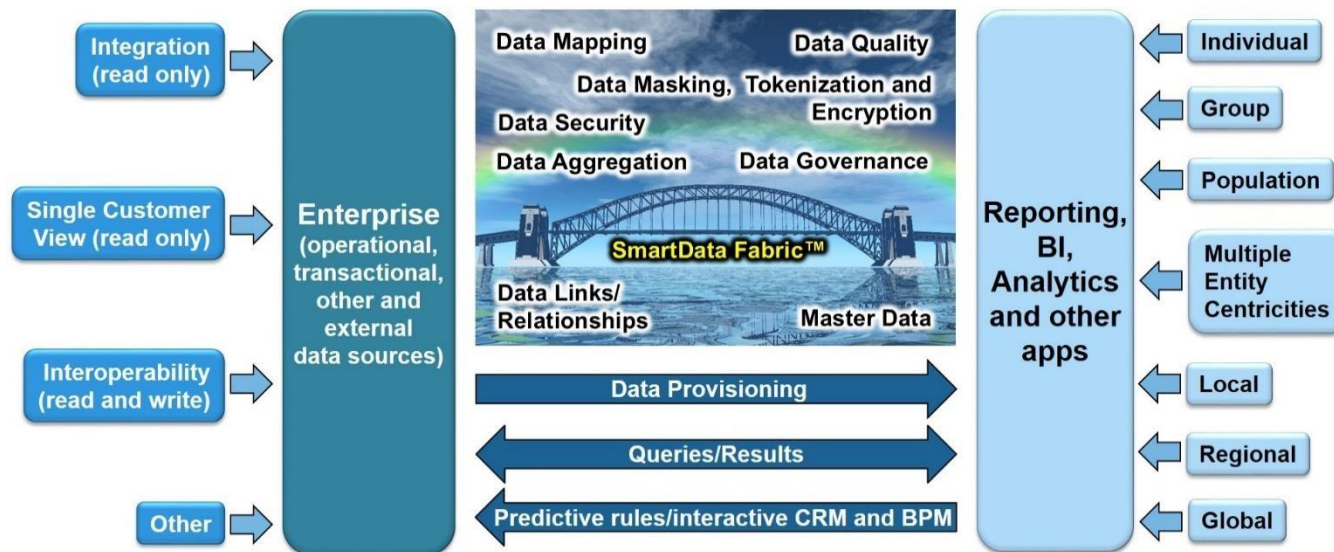 Integration
(read only)
Single Customer
View (read only)
Interoperability
(read and write)
Other
Enterprise
(operational,
transactional,
other and
external
data sources)
Data Mapping
Data Quality
Data Masking, Tokenization and
Encryption
Data Security
Data Aggregation
Data Governance
SmartData Fabric™
Data Links/
Relationships
Master Data
Data Provisioning
Queries/Results
Predictive rules/interactive CRM and BPM
Reporting,
BI,
Analytics
and other
apps
Individual
Group
Population
Multiple
Entity
Centricities
Local
Regional
Global